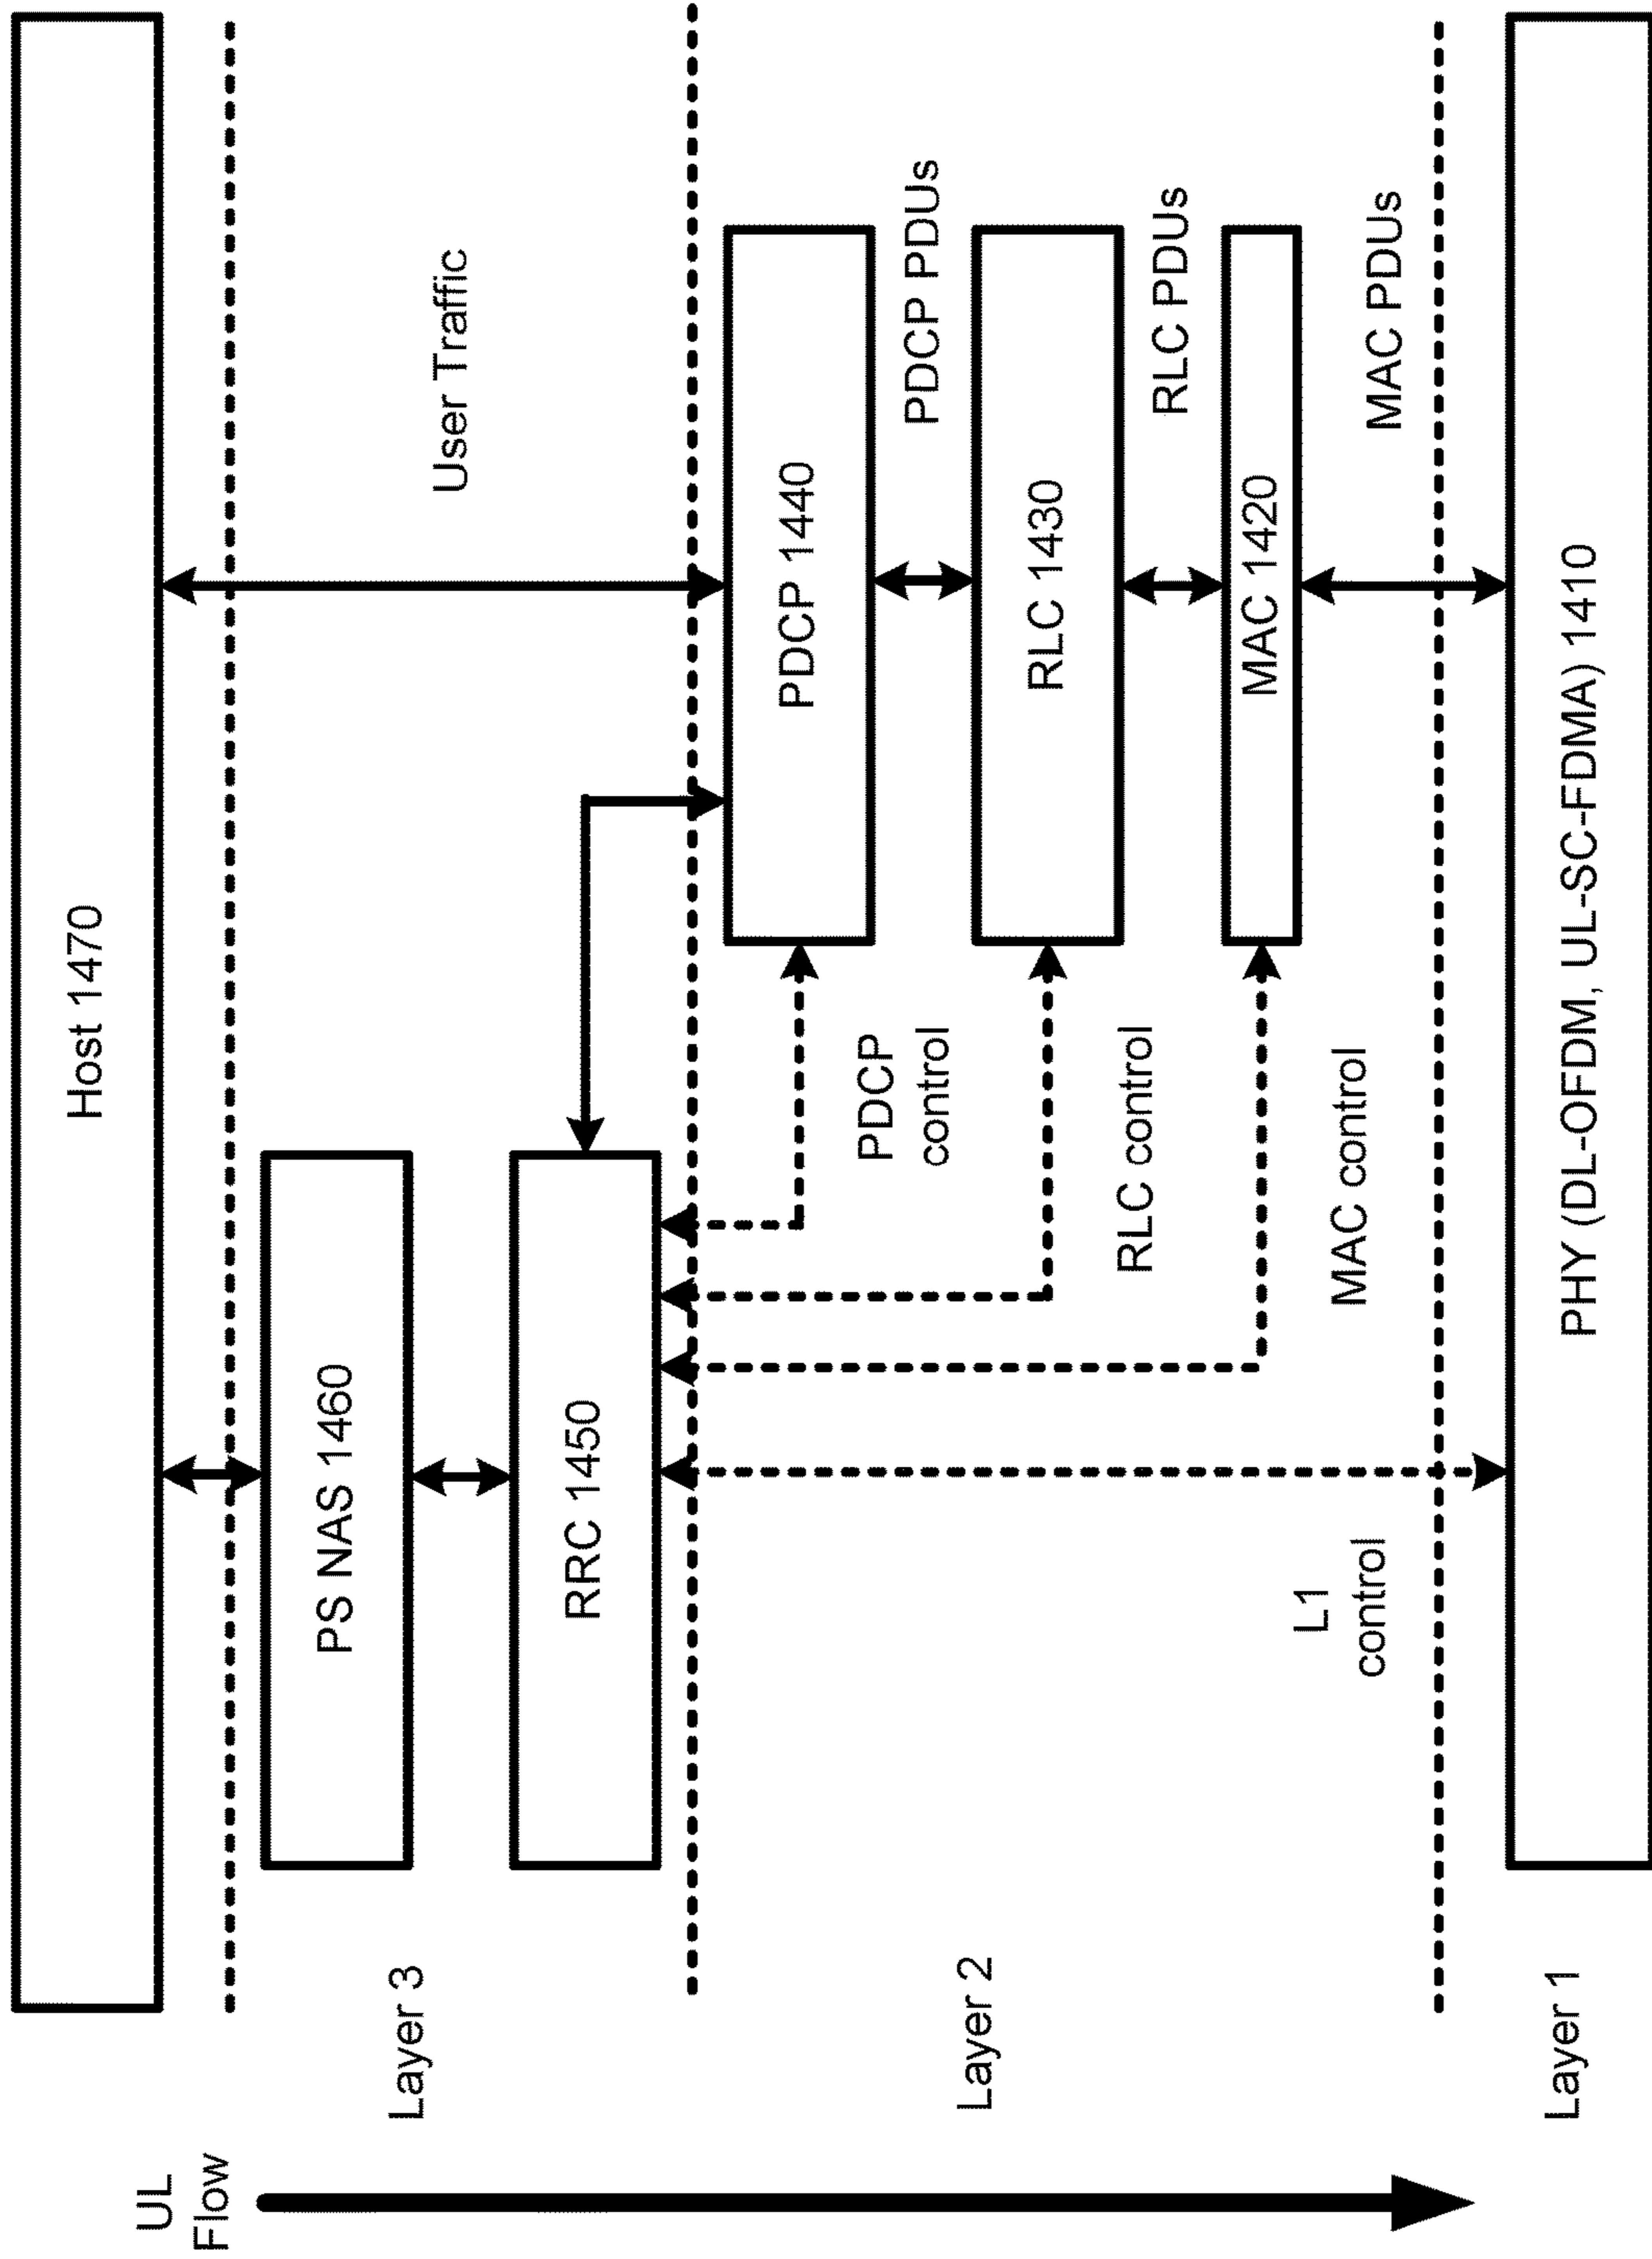 UL
Flow
Host 1470
Layer 3
PS NAS 1460
User Traffic
RRC 1450
Layer 2
PDCP 1440
PDCP
control
PDCP PDUs
RLC 1430
RLC control
RLC PDUs
MAC 1420
L1
control
MAC control
MAC PDUs
Layer 1
PHY (DL-OFDM, UL-SC-FDMA) 1410